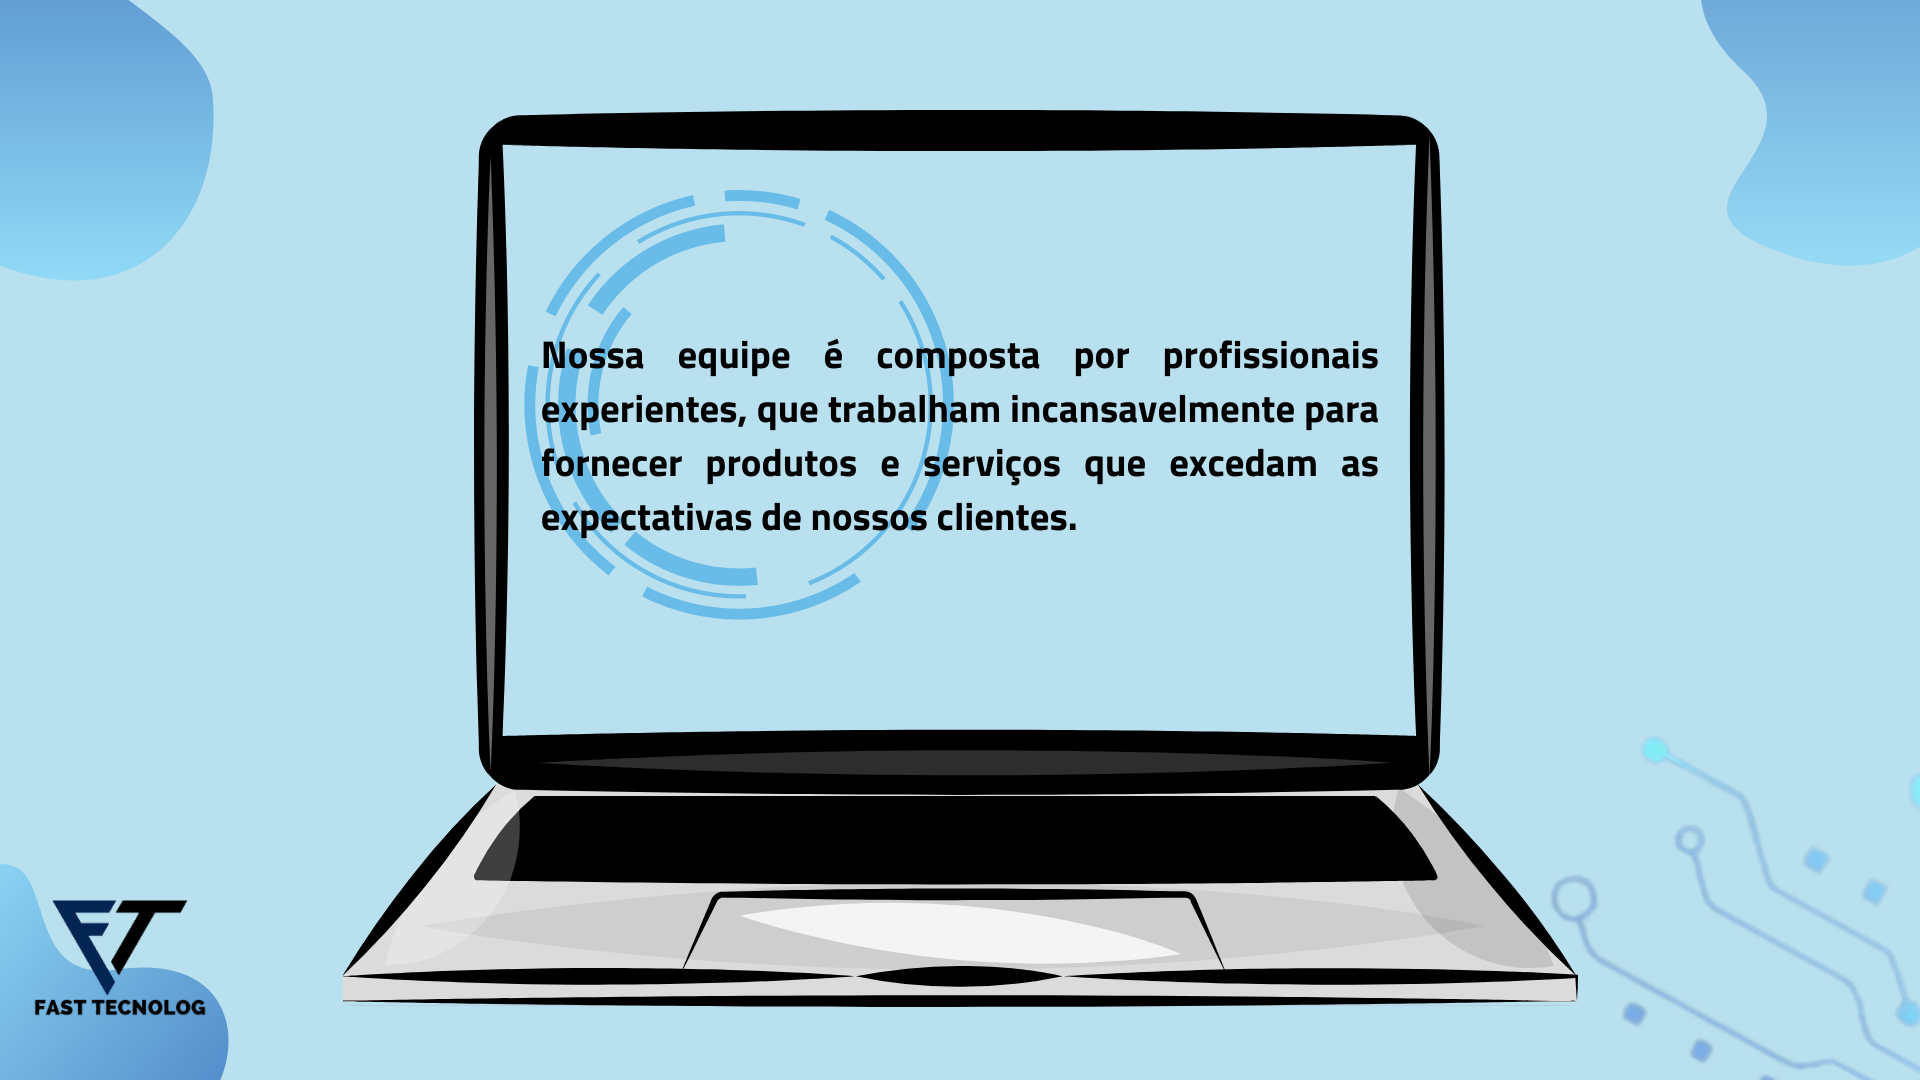 Nossa equipe é composta por profissionais
experientes, que trabalham incansavelmente para
fornecer produtos e serviços que excedam as
expectativas de nossos clientes.
FT
FAST TECNOLOG